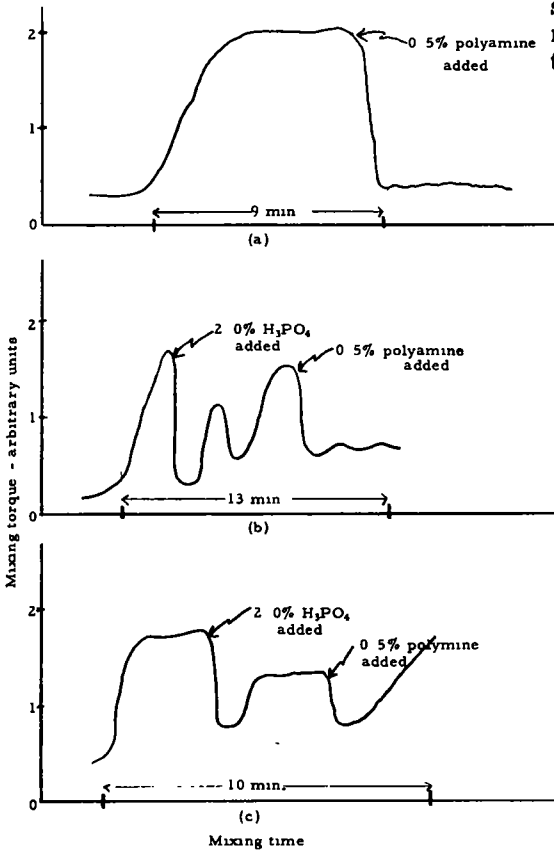 2
1
0
0 5% polyamine
added
9 min
(a)
Mixing torque - arbitrary units
2
1
0
2 0% H₃PO₄
added
0 5% polyamine
added
13 min
(b)
2
1
0
2 0% H₃PO₄
added
0 5% polymine
added
10 min.
(c)
Mixing time